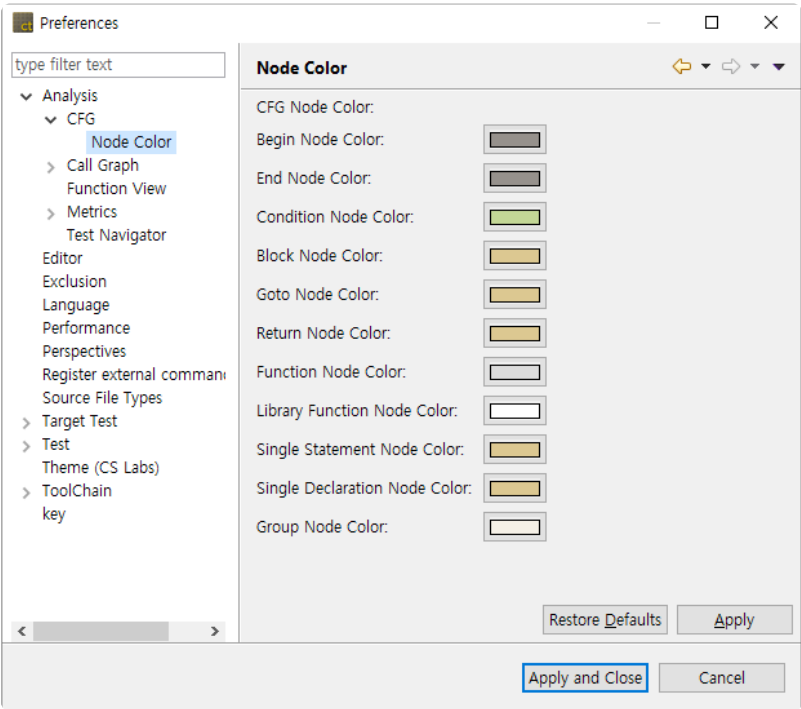 ct Preferences
type filter text
Node Color
Analysis
CFG
Node Color
Call Graph
Function View
Metrics
Test Navigator
Editor
Exclusion
Language
Performance
Perspectives
Register external comman
Source File Types
Target Test
Test
Theme (CS Labs)
ToolChain
key
CFG Node Color:
Begin Node Color:
End Node Color:
Condition Node Color:
Block Node Color:
Goto Node Color:
Return Node Color:
Function Node Color:
Library Function Node Color:
Single Statement Node Color:
Single Declaration Node Color:
Group Node Color:
Restore Defaults
Apply
Apply and Close
Cancel